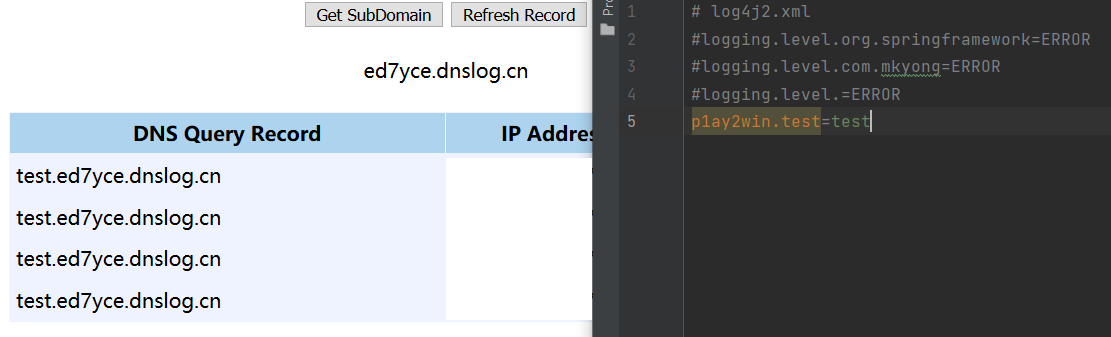 Get SubDomain Refresh Record
ed7yce.dnslog.cn
DNS Query Record IP Addres
test.ed7yce.dnslog.cn
test.ed7yce.dnslog.cn
test.ed7yce.dnslog.cn
test.ed7yce.dnslog.cn
Pro
1 # log4j2.xml
2 #logging.level.org.springframework=ERROR
3 #logging.level.com.mkyong=ERROR
4 #logging.level.=ERROR
5 p1ay2win.test=test